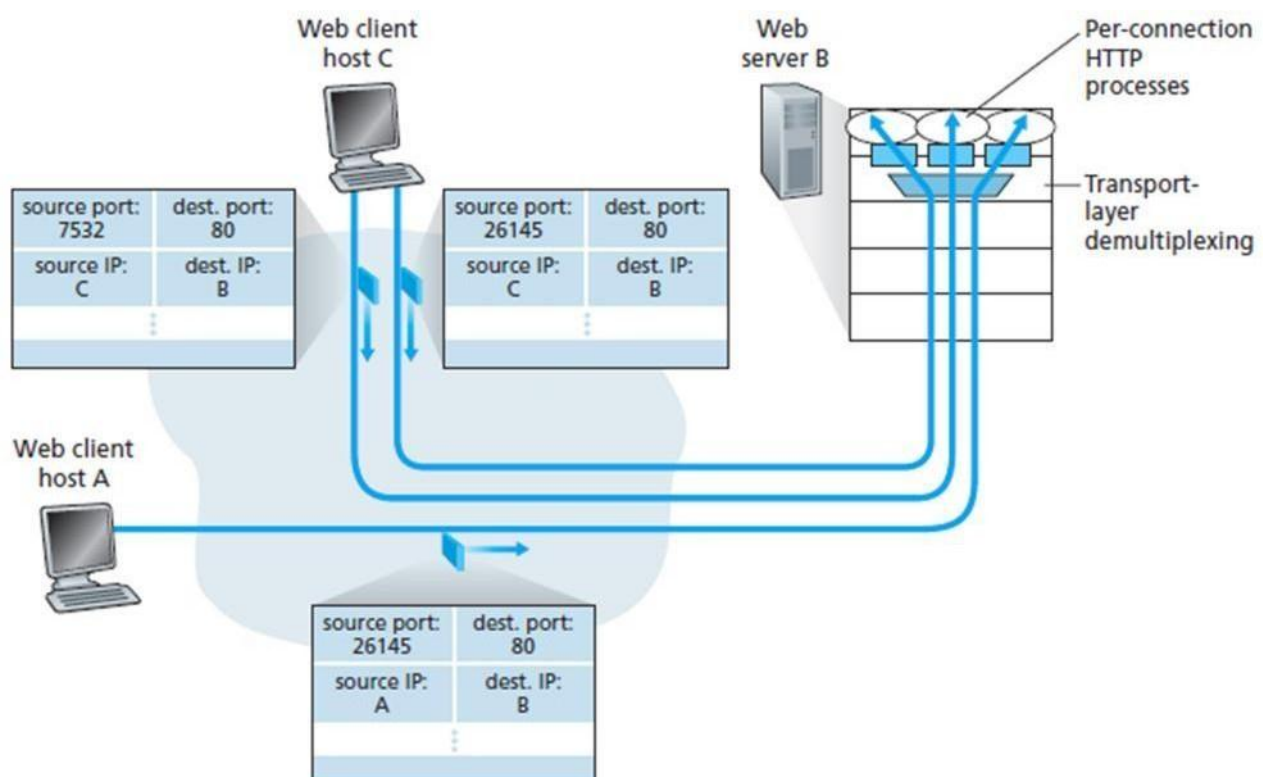 Web client
host C
Web
server B
Per-connection
HTTP
processes
Transport-
layer
demultiplexing
source port:
7532
dest. port:
80
source IP:
C
dest. IP:
B
source port:
26145
dest. port:
80
source IP:
C
dest. IP:
B
Web client
host A
source port:
26145
dest. port:
80
source IP:
A
dest. IP:
B